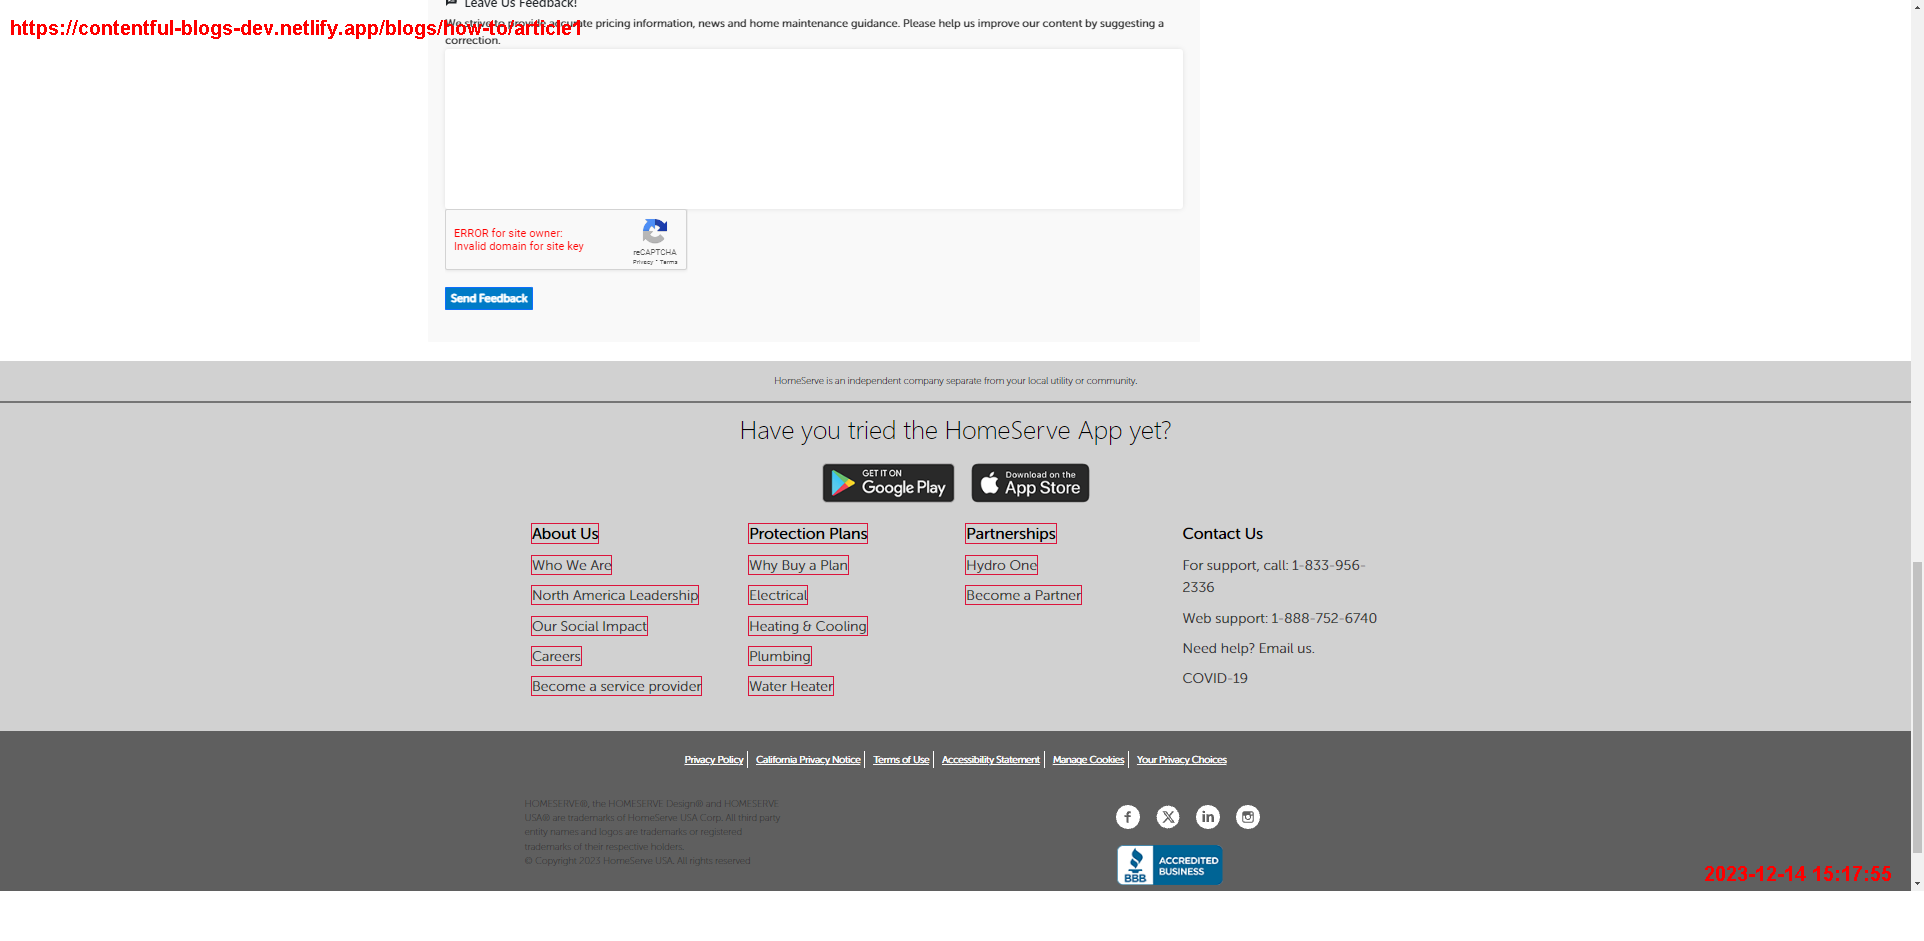 Leave Us Feedback!
https://contentful-blogs-dev.netlify.app/blogs/how-to/article1
We strive to provide accurate pricing information, news and home maintenance guidance. Please help us improve our content by suggesting a
correction.
ERROR for site owner:
Invalid domain for site key
reCAPTCHA
Privacy - Terms
Send Feedback
HomeServe is an independent company separate from your local utility or community.
Have you tried the HomeServe App yet?
GET IT ON
Google Play
Download on the
App Store
About Us
Who We Are
North America Leadership
Our Social Impact
Careers
Become a service provider
Protection Plans
Why Buy a Plan
Electrical
Heating & Cooling
Plumbing
Water Heater
Partnerships
Hydro One
Become a Partner
Contact Us
For support, call: 1-833-956-
2336
Web support: 1-888-752-6740
Need help? Email us.
COVID-19
Privacy Policy
California Privacy Notice
Terms of Use
Accessibility Statement
Manage Cookies
Your Privacy Choices
HOMESERVE®, the HOMESERVE Design® and HOMESERVE
USA® are trademarks of HomeServe USA Corp. All third party
entity names and logos are trademarks or registered
trademarks of their respective holders.
© Copyright 2023 HomeServe USA. All rights reserved
BBB
ACCREDITED
BUSINESS
2023-12-14 15:17:55